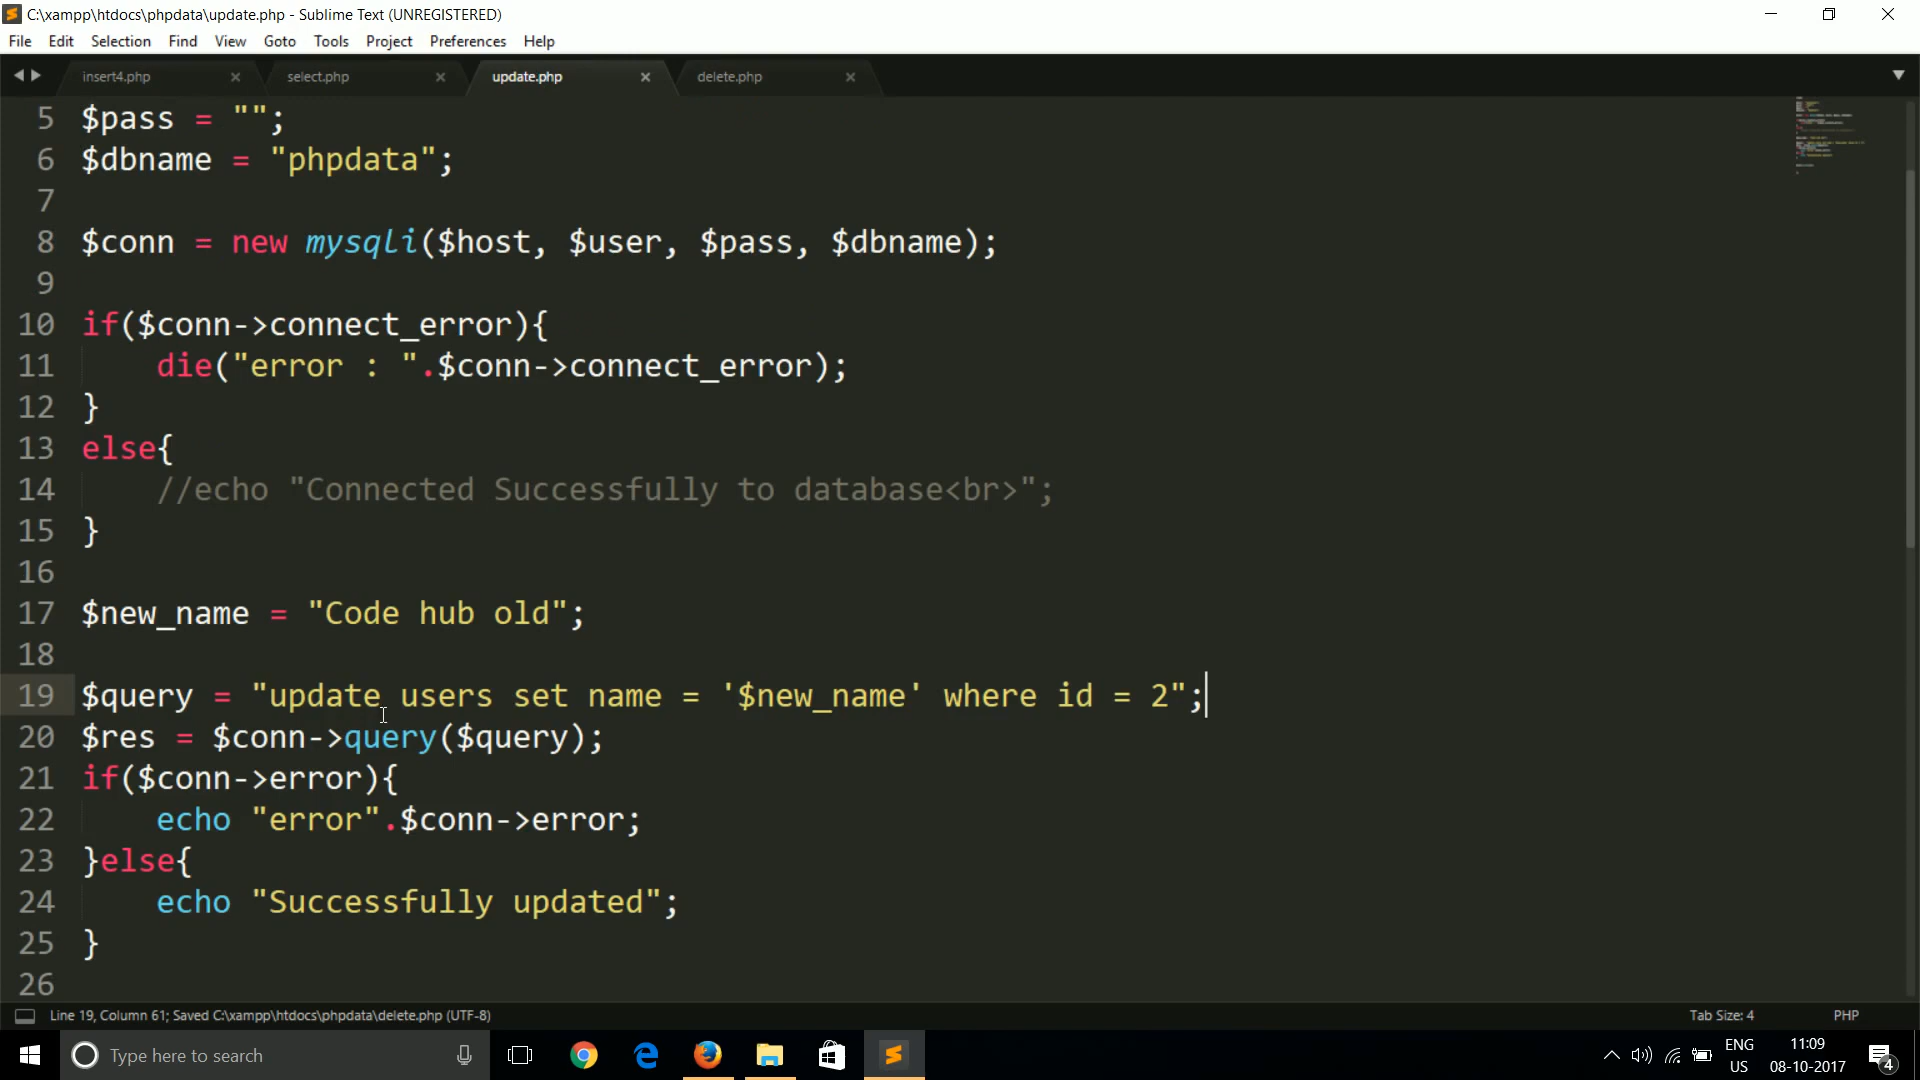 C:\xampp\htdocs\phpdata\update.php - Sublime Text (UNREGISTERED)
File Edit Selection Find View Goto Tools Project Preferences Help
insert4.php select.php update.php delete.php
5 $pass = "";
6 $dbname = "phpdata";
7
8 $conn = new mysqli($host, $user, $pass, $dbname);
9
10 if($conn->connect_error){
11 die("error : ".$conn->connect_error);
12 }
13 else{
14 //echo "Connected Successfully to database<br>";
15 }
16
17 $new_name = "Code hub old";
18
19 $query = "update users set name = '$new_name' where id = 2";
20 $res = $conn->query($query);
21 if($conn->error){
22 echo "error".$conn->error;
23 }else{
24 echo "Successfully updated";
25 }
26
Line 19, Column 61; Saved C:\xampp\htdocs\phpdata\delete.php (UTF-8) Tab Size: 4 PHP
Type here to search ENG 11:09
US 08-10-2017 4